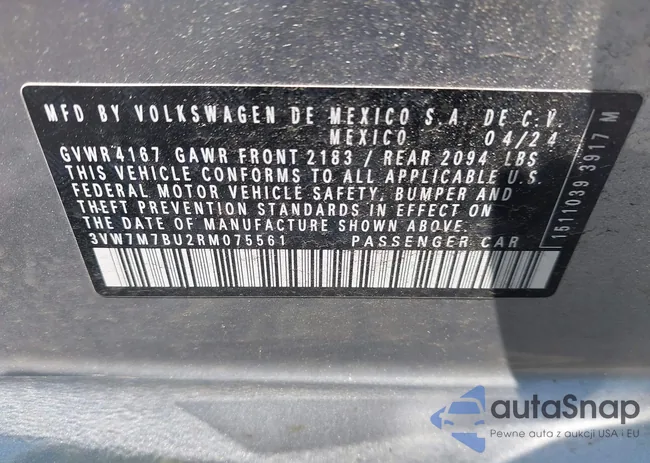 MFD BY VOLKSWAGEN DE MEXICO S.A. DE C.V.
MEXICO 04/24
GVWR 4167 GAWR FRONT 2183 / REAR 2094 LBS
THIS VEHICLE CONFORMS TO ALL APPLICABLE U.S.
FEDERAL MOTOR VEHICLE SAFETY, BUMPER AND
THEFT PREVENTION STANDARDS IN EFFECT ON
THE DATE OF MANUFACTURE SHOWN ABOVE.
3VW7M7BU2RM075561 PASSENGER CAR
1611039 3917 M
autaSnap
Pewne auta z aukcji USA i EU